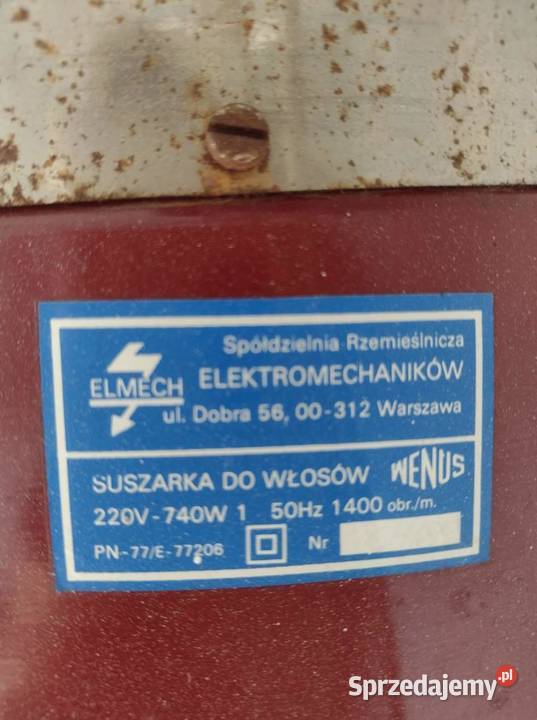 Spółdzielnia Rzemieślnicza
ELMECH ELEKTROMECHANIKÓW
ul. Dobra 56, 00-312 Warszawa
SUSZARKA DO WŁOSÓW WENUS
220V-740W 1 50Hz 1400 obr./m.
PN-77/E-77206 Nr
Sprzedajemy.pl